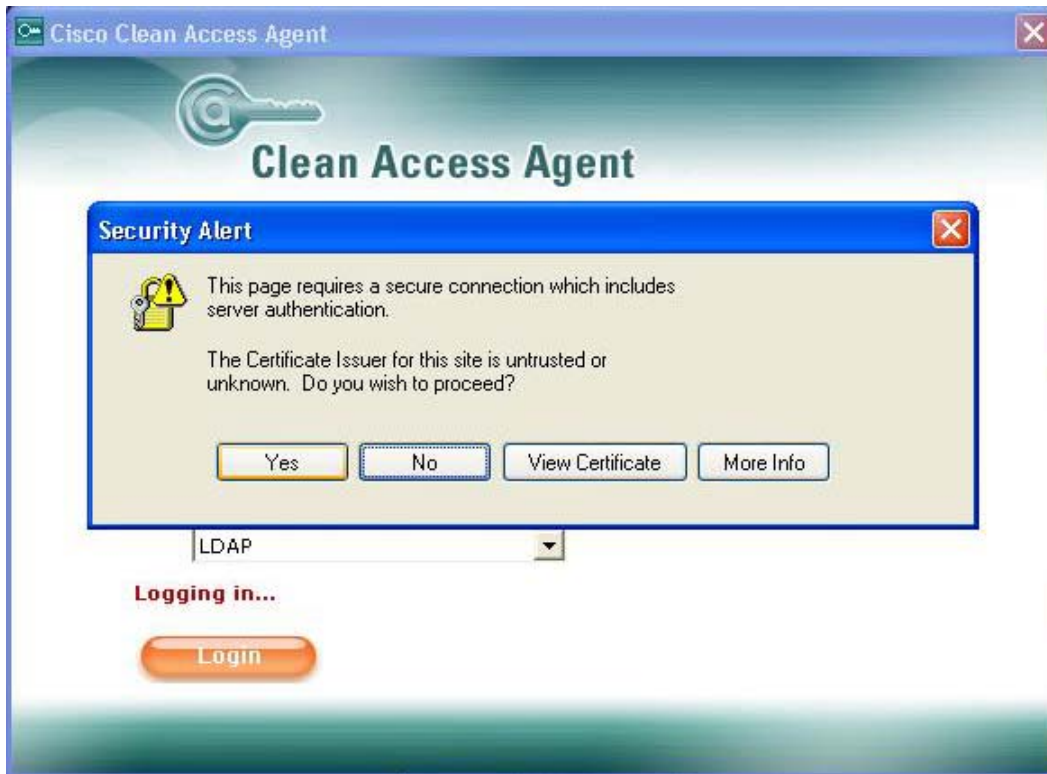 Cisco Clean Access Agent
Clean Access Agent
Security Alert
This page requires a secure connection which includes
server authentication.
The Certificate Issuer for this site is untrusted or
unknown. Do you wish to proceed?
Yes No View Certificate More Info
LDAP
Logging in...
Login